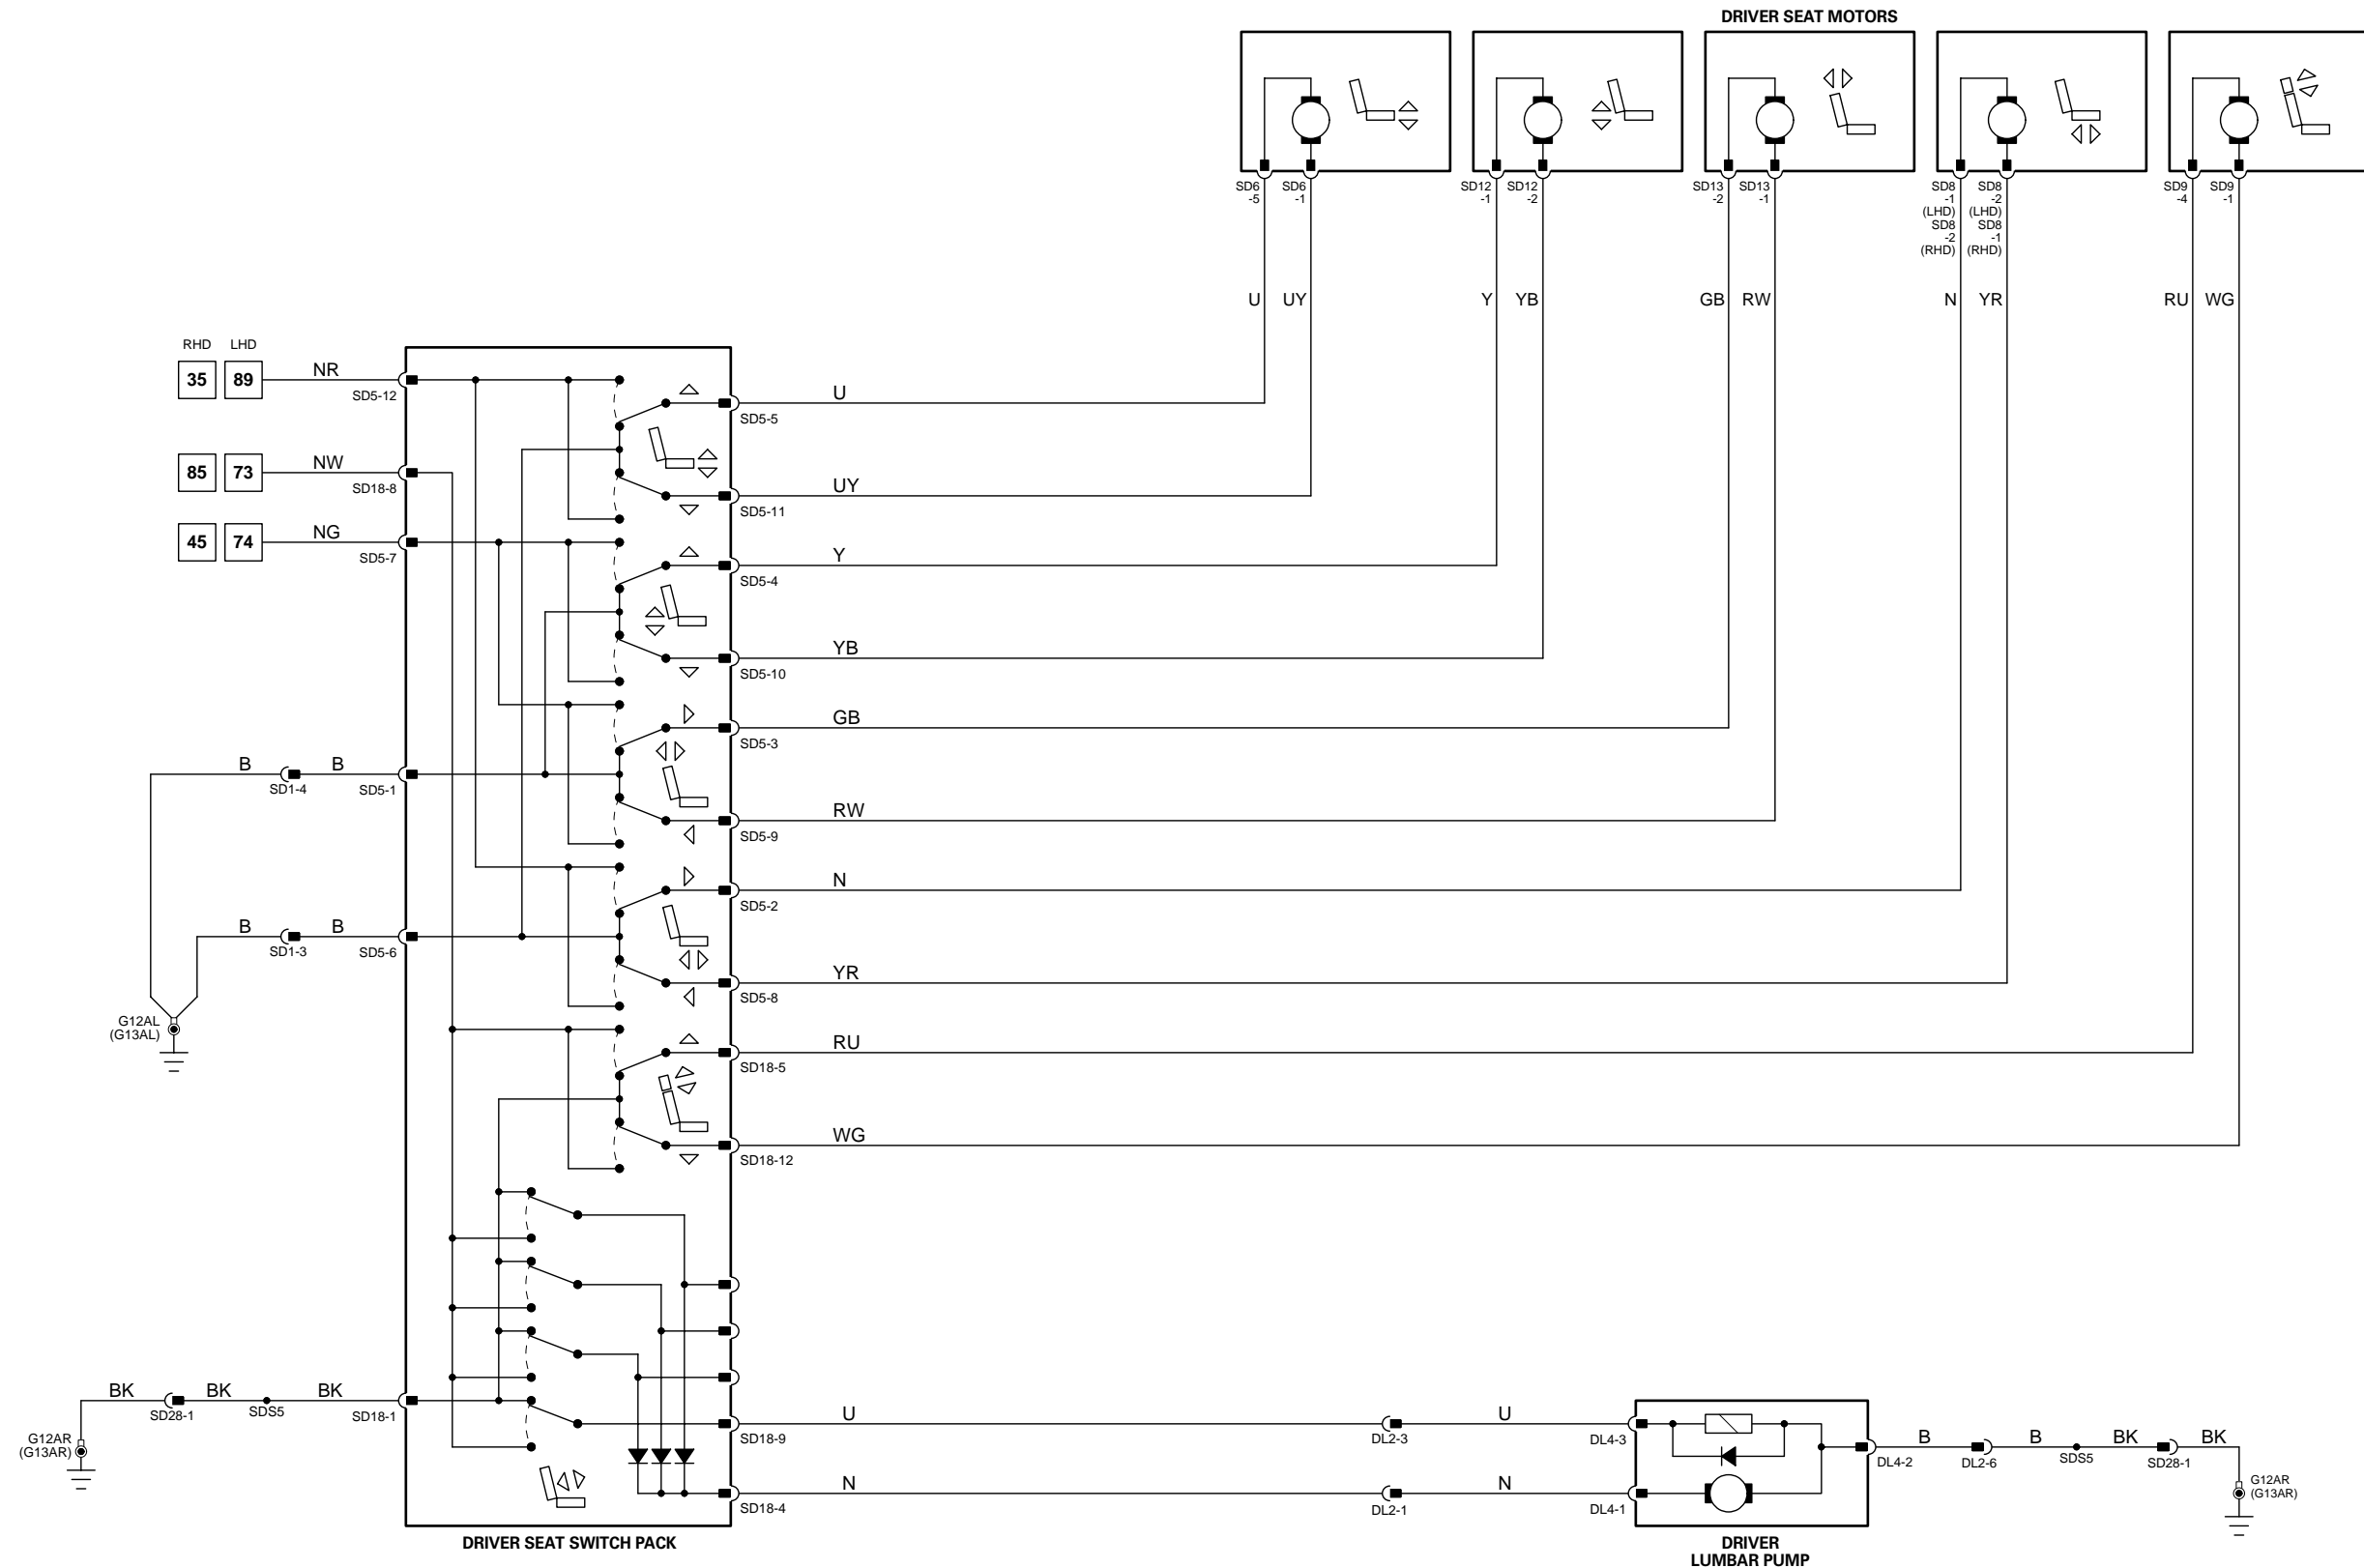 DRIVER SEAT MOTORS
SD6 -5
SD6 -1
SD12 -1
SD12 -2
SD13 -2
SD13 -1
SD8 -1 (LHD) SD8 -2 (RHD)
SD8 -2 (LHD) SD8 -1 (RHD)
SD9 -4
SD9 -1
U UY Y YB GB RW N YR RU WG
RHD LHD
35 89 NR SD5-12
U SD5-5
85 73 NW SD18-8
UY SD5-11
45 74 NG SD5-7
Y SD5-4
YB SD5-10
GB SD5-3
B SD1-4 B SD5-1
RW SD5-9
N SD5-2
B SD1-3 B SD5-6
YR SD5-8
G12AL
(G13AL)
RU SD18-5
WG SD18-12
BK SD28-1 BK SDS5 BK SD18-1
G12AR
(G13AR)
U SD18-9 DL2-3 U DL4-3
N SD18-4 DL2-1 N DL4-1
DL4-2 B DL2-6 B SDS5 BK SD28-1 BK
G12AR
(G13AR)
DRIVER SEAT SWITCH PACK
DRIVER
LUMBAR PUMP